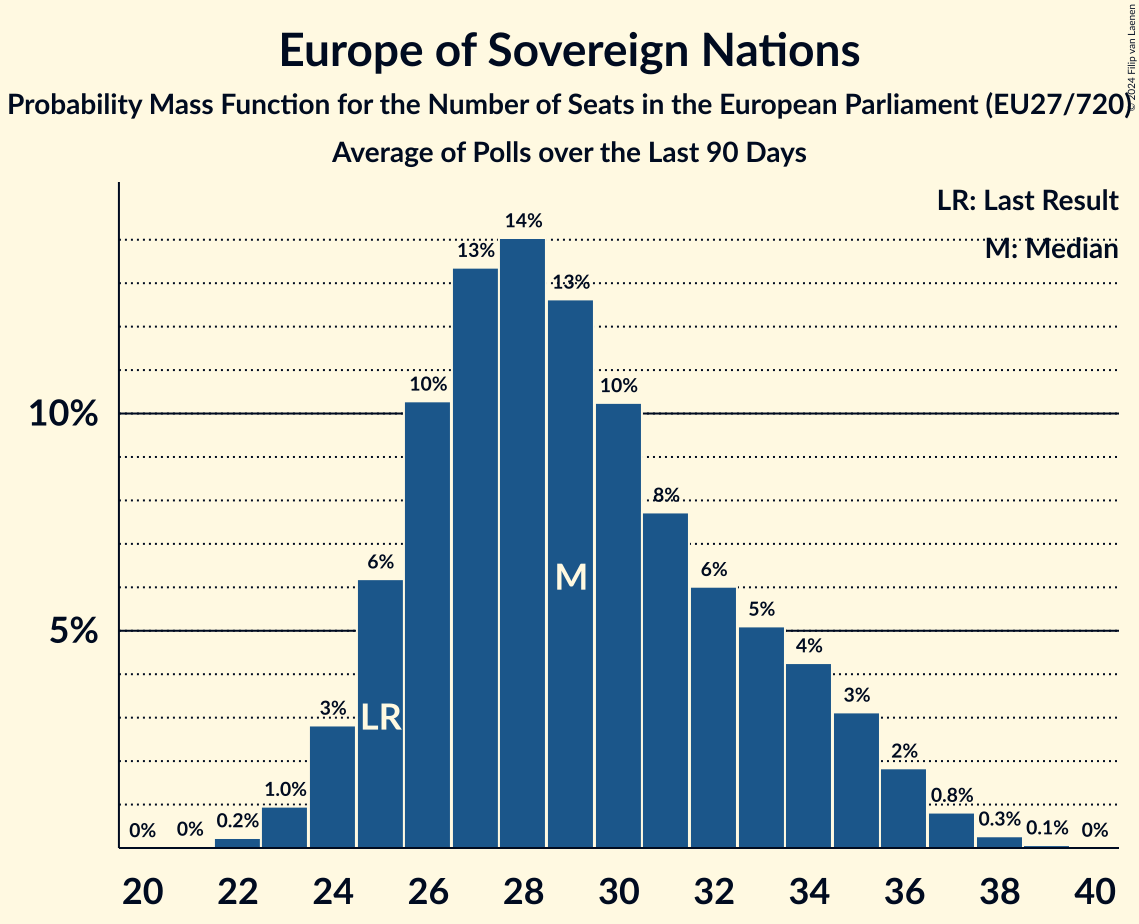 Europe of Sovereign Nations
Probability Mass Function for the Number of Seats in the European Parliament (EU27/720)
Average of Polls over the Last 90 Days
© 2024 Filip van Laenen
LR: Last Result
M: Median
14%
13%
13%
10%
10%
10%
8%
6%
6%
M
5%
5%
4%
3%
3%
LR
2%
1.0%
0.8%
0.2%
0.3%
0%
0%
0.1%
0%
20 22 24 26 28 30 32 34 36 38 40